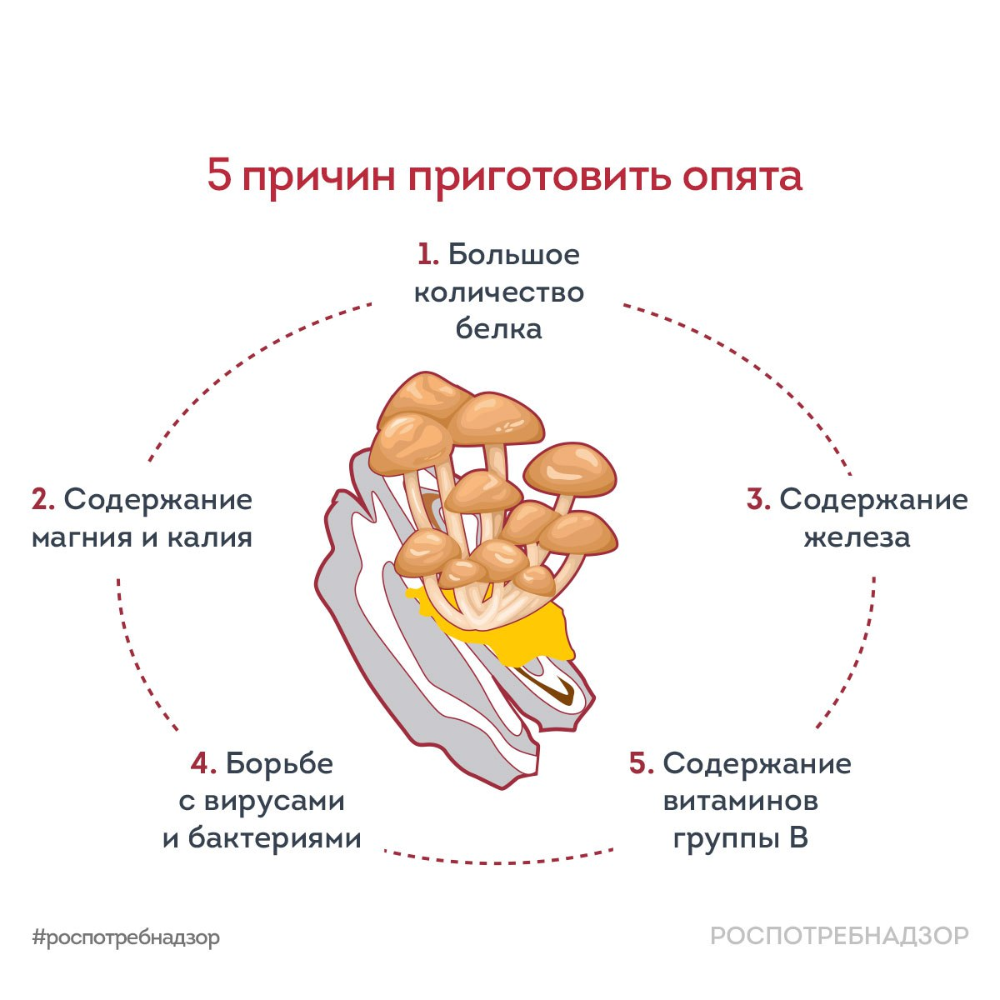 5 причин приготовить опята
1. Большое
количество
белка
2. Содержание
магния и калия
3. Содержание
железа
4. Борьбе
с вирусами
и бактериями
5. Содержание
витаминов
группы В
#роспотребнадзор
РОСПОТРЕБНАДЗОР